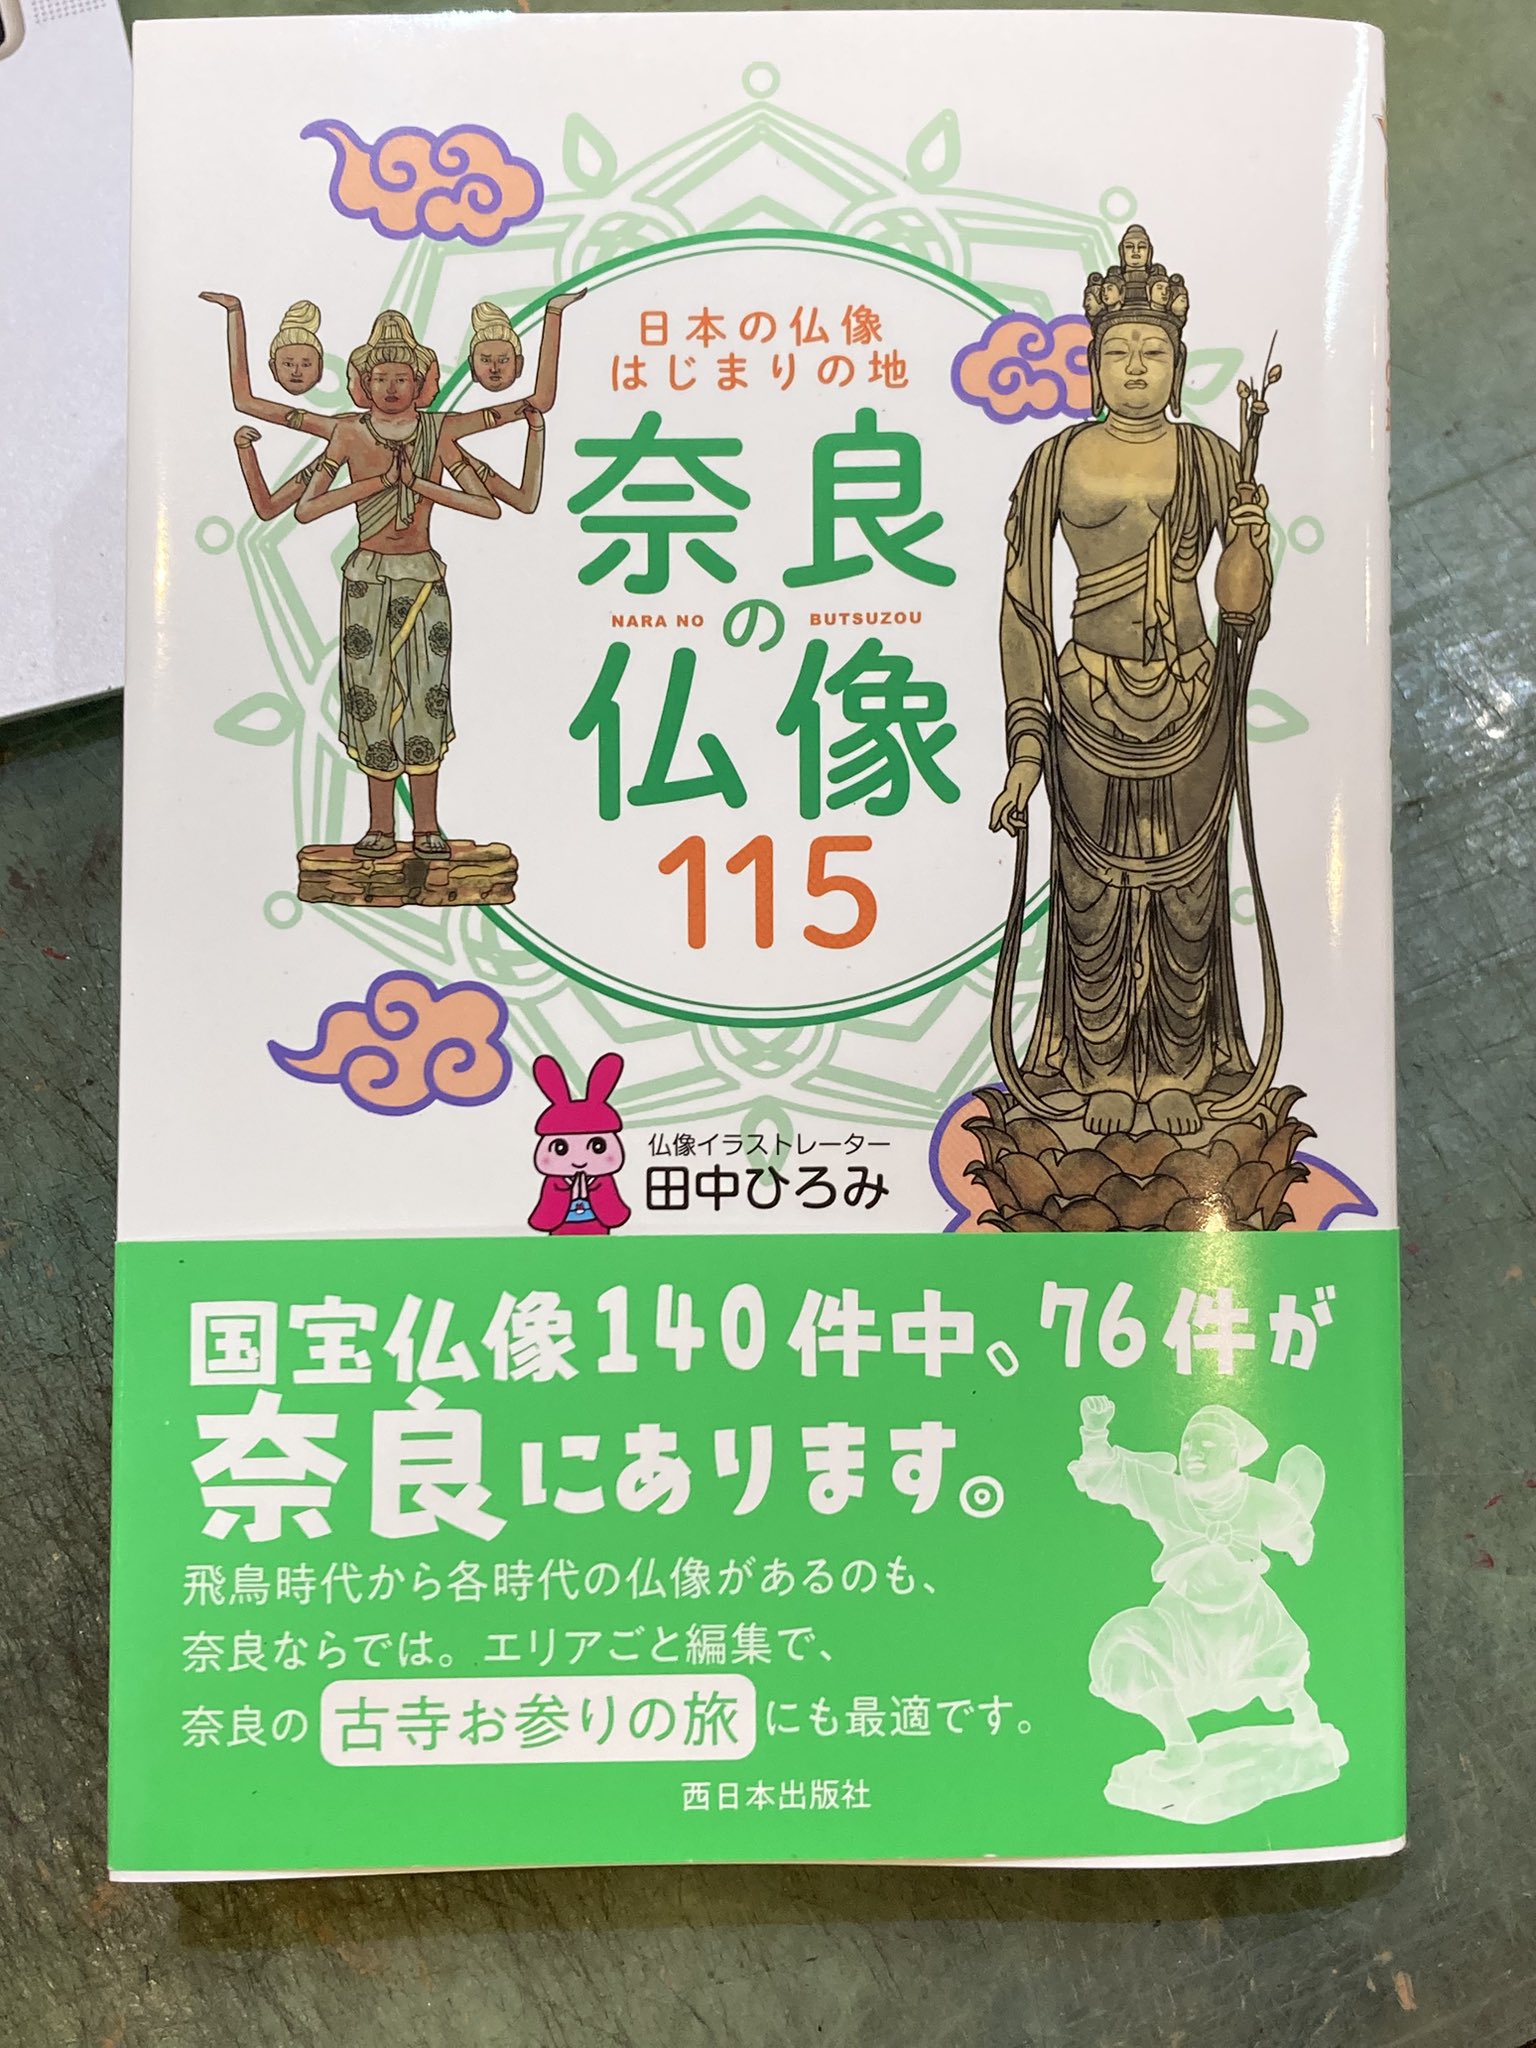 日本の仏像
はじまりの地
奈良
NARA NO の BUTSUZOU
仏像
115
仏像イラストレーター
田中ひろみ
国宝仏像140件中、76件が
奈良にあります。
飛鳥時代から各時代の仏像があるのも、
奈良ならでは。エリアごと編集で、
奈良の 古寺お参りの旅 にも最適です。
西日本出版社